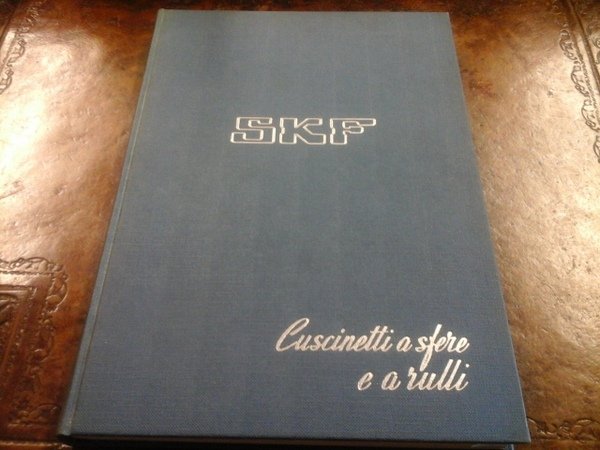 SKF
Cuscinetti a sfere
e a rulli